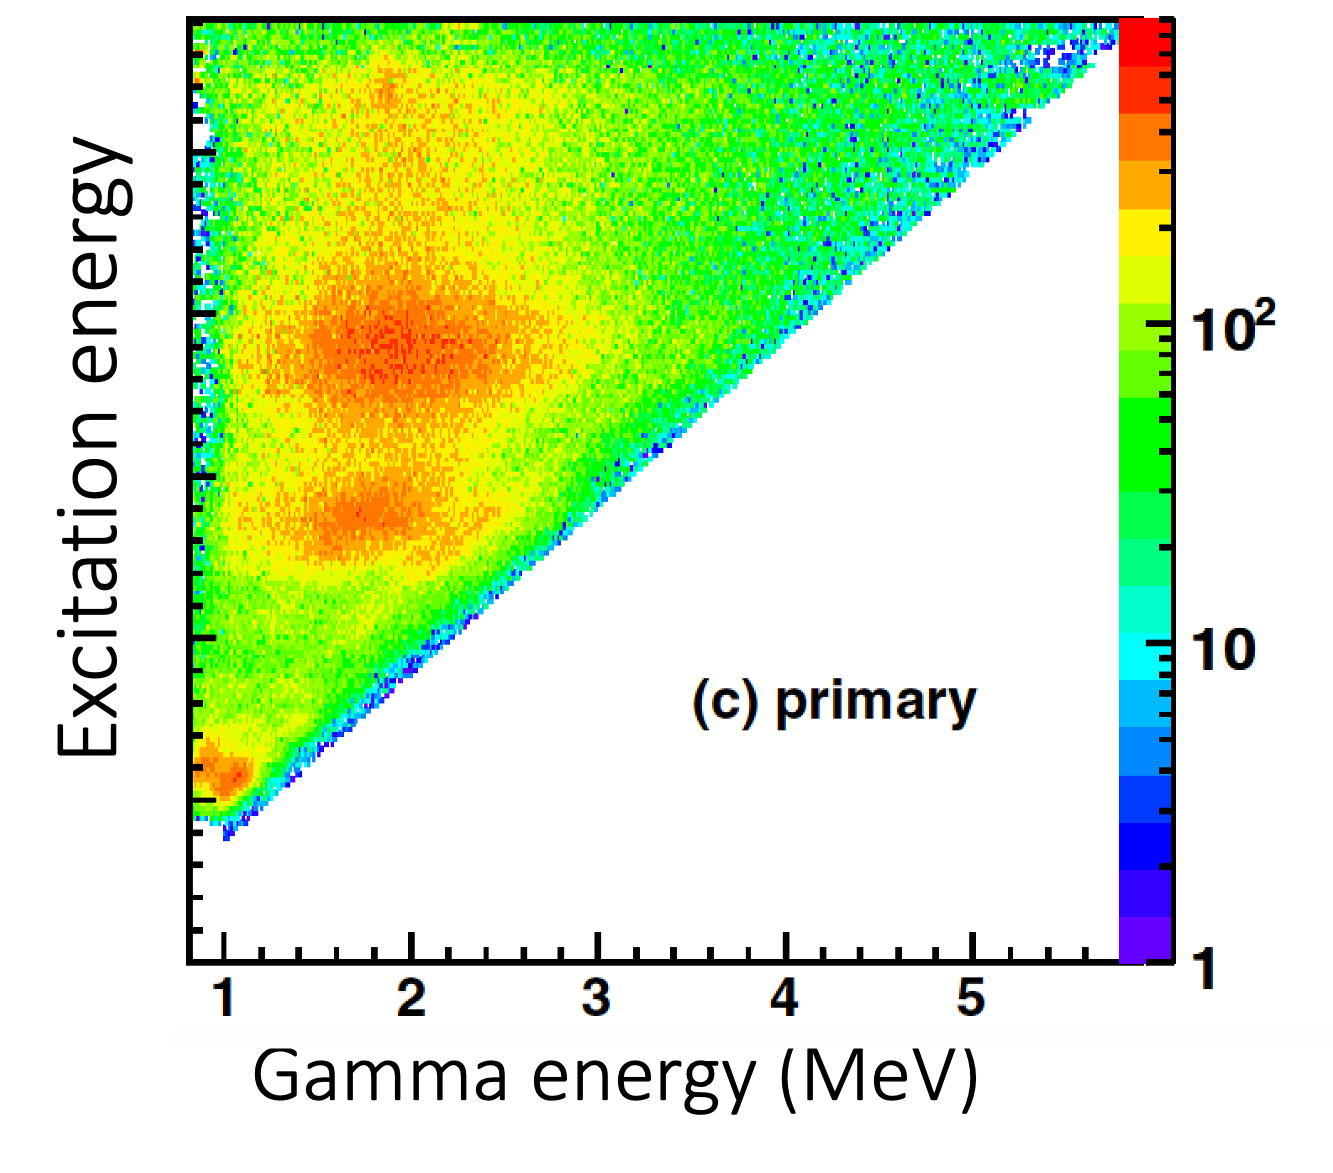 Excitation energy
10²
10
1
(c) primary
1 2 3 4 5
Gamma energy (MeV)